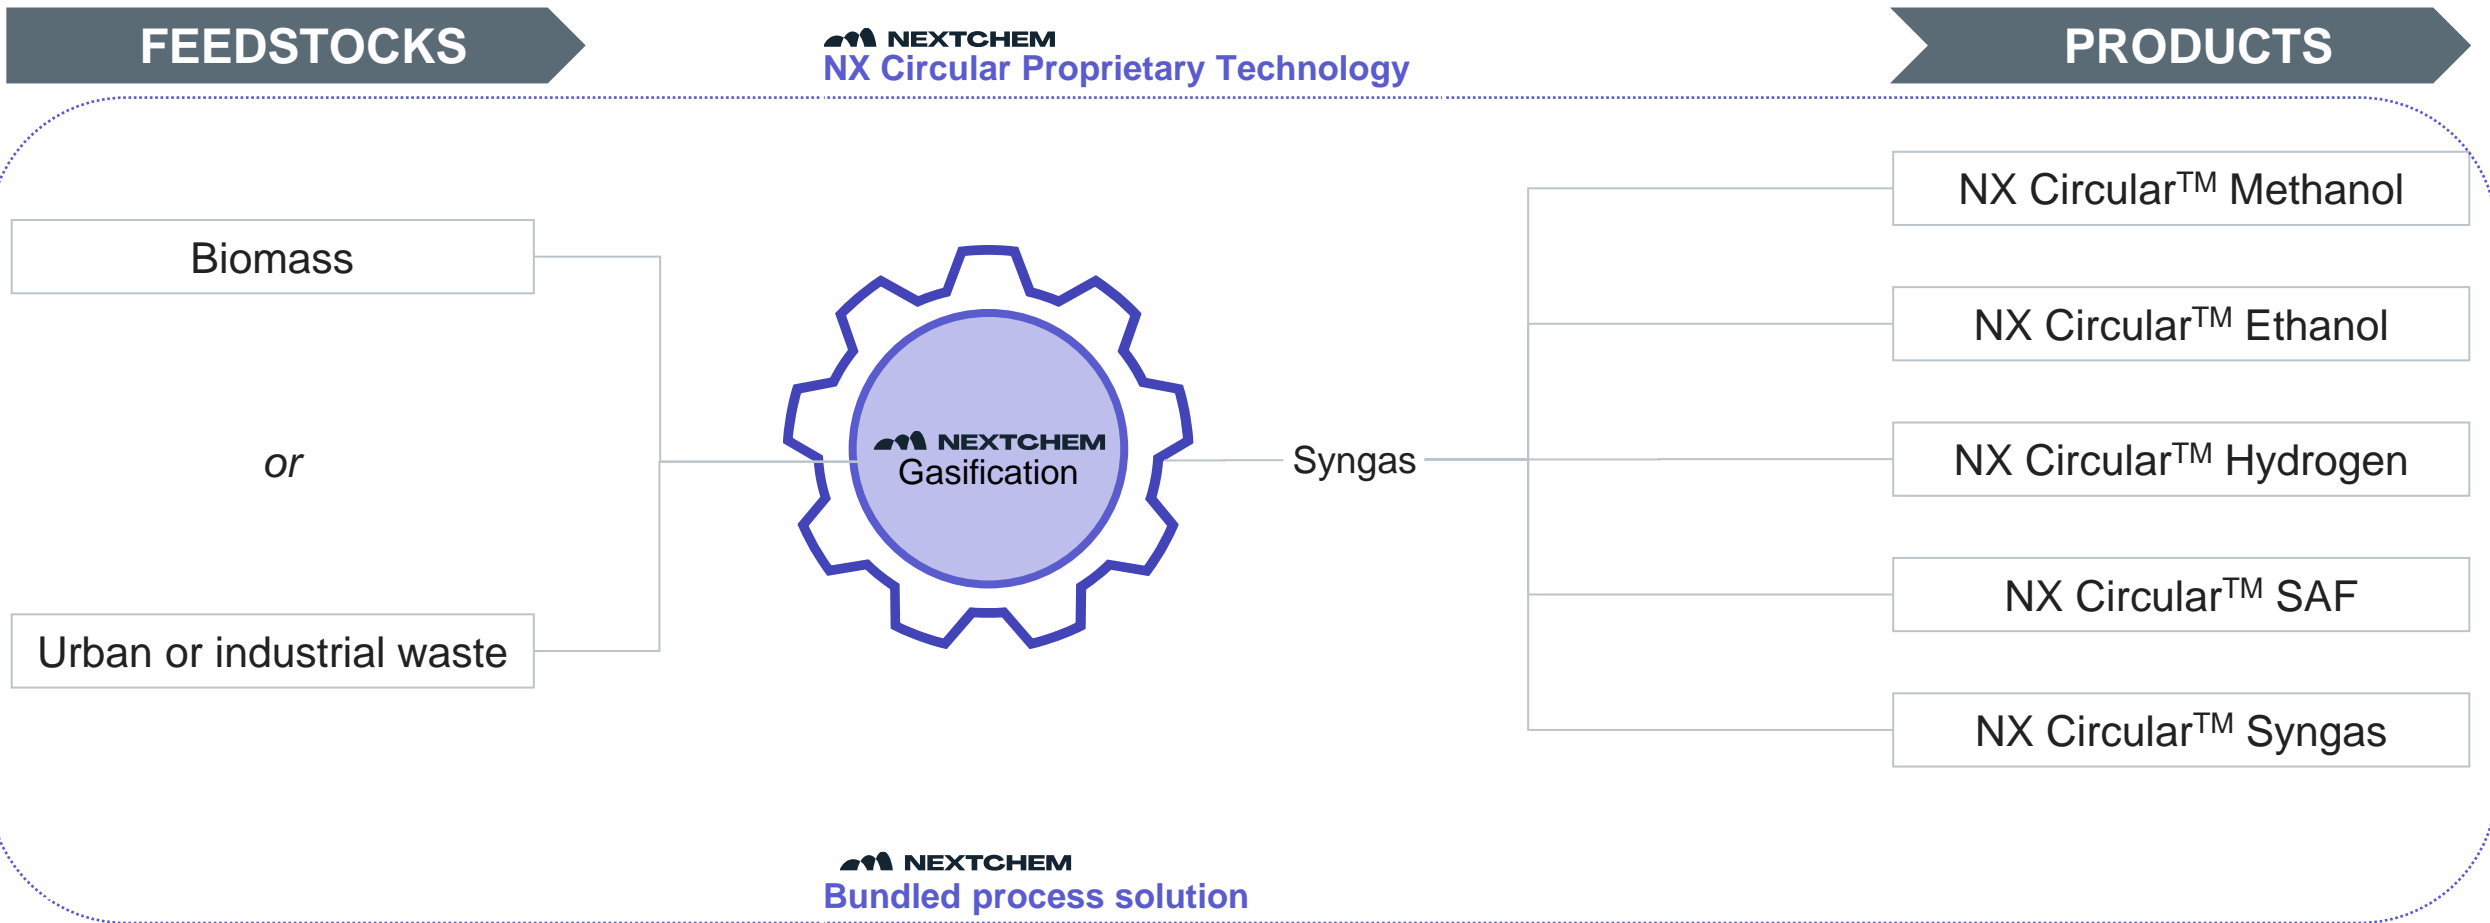 FEEDSTOCKS
NEXTCHEM
NX Circular Proprietary Technology
PRODUCTS
Biomass
or
Urban or industrial waste
NEXTCHEM
Gasification
Syngas
NX Circular™ Methanol
NX Circular™ Ethanol
NX Circular™ Hydrogen
NX Circular™ SAF
NX Circular™ Syngas
NEXTCHEM
Bundled process solution